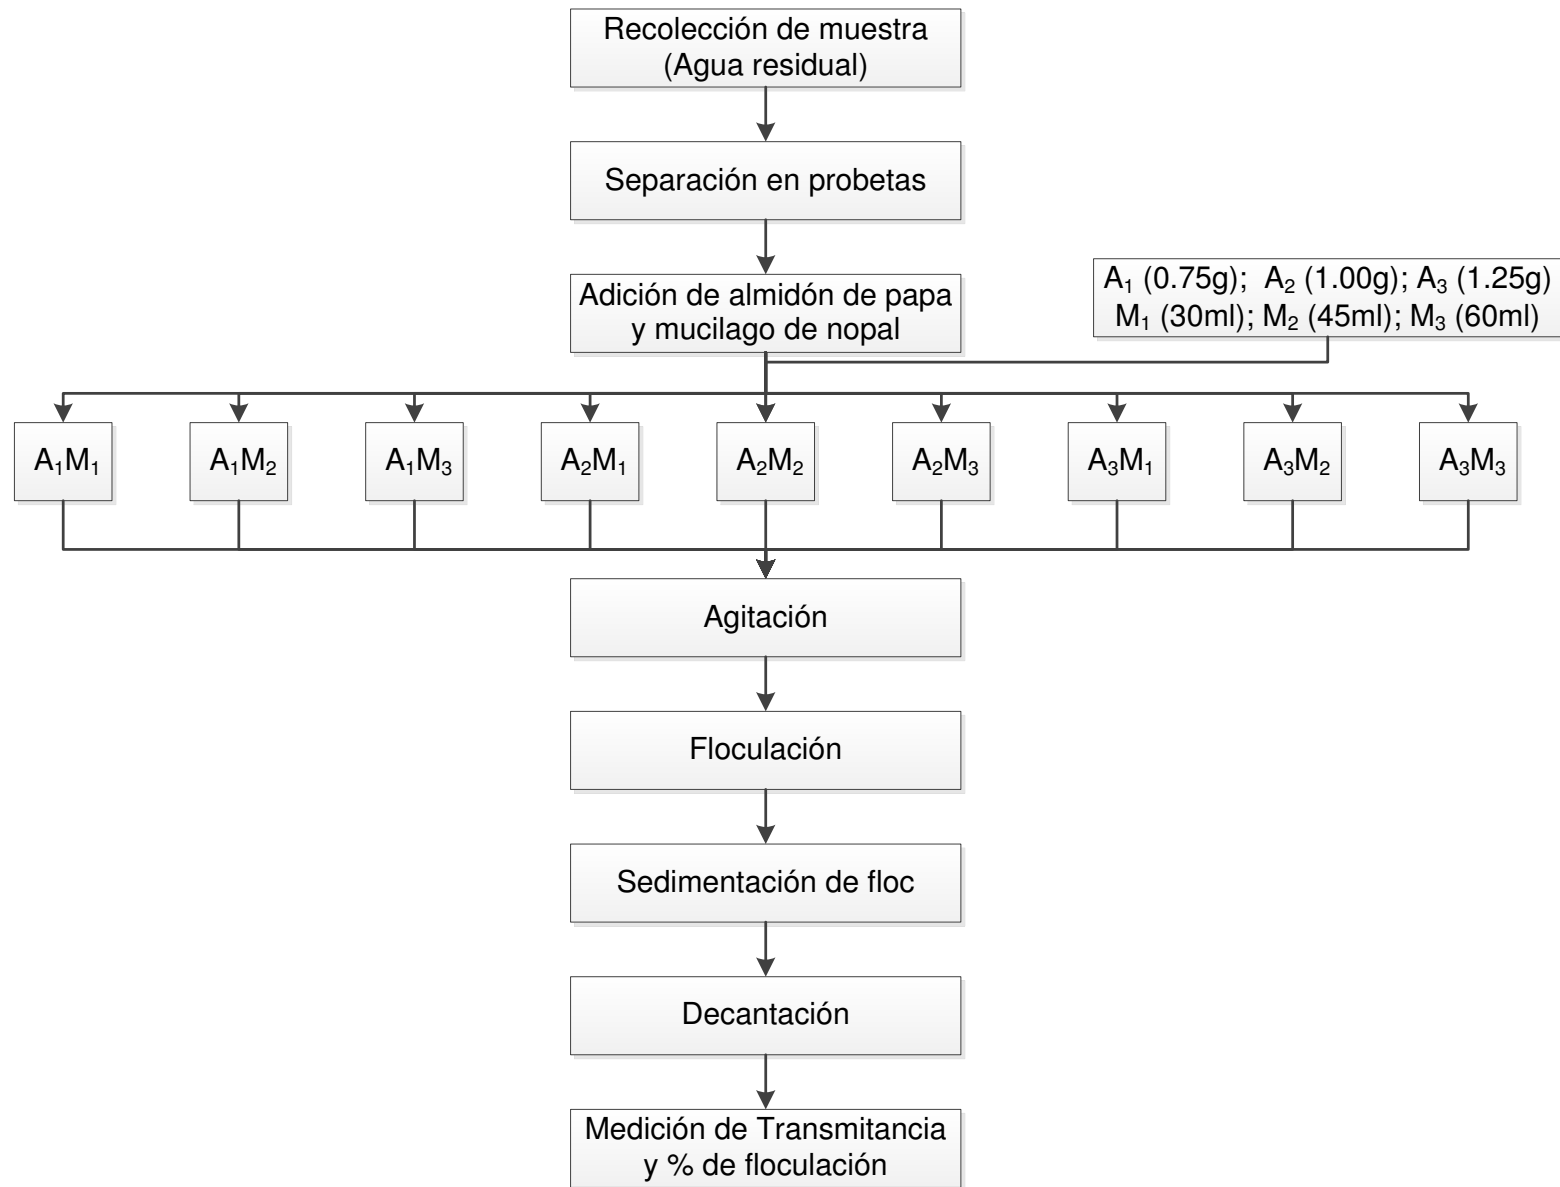 Recolección de muestra
(Agua residual)
Separación en probetas
Adición de almidón de papa
y mucilago de nopal
A₁ (0.75g); A₂ (1.00g); A₃ (1.25g)
M₁ (30ml); M₂ (45ml); M₃ (60ml)
A₁M₁
A₁M₂
A₁M₃
A₂M₁
A₂M₂
A₂M₃
A₃M₁
A₃M₂
A₃M₃
Agitación
Floculación
Sedimentación de floc
Decantación
Medición de Transmitancia
y % de floculación